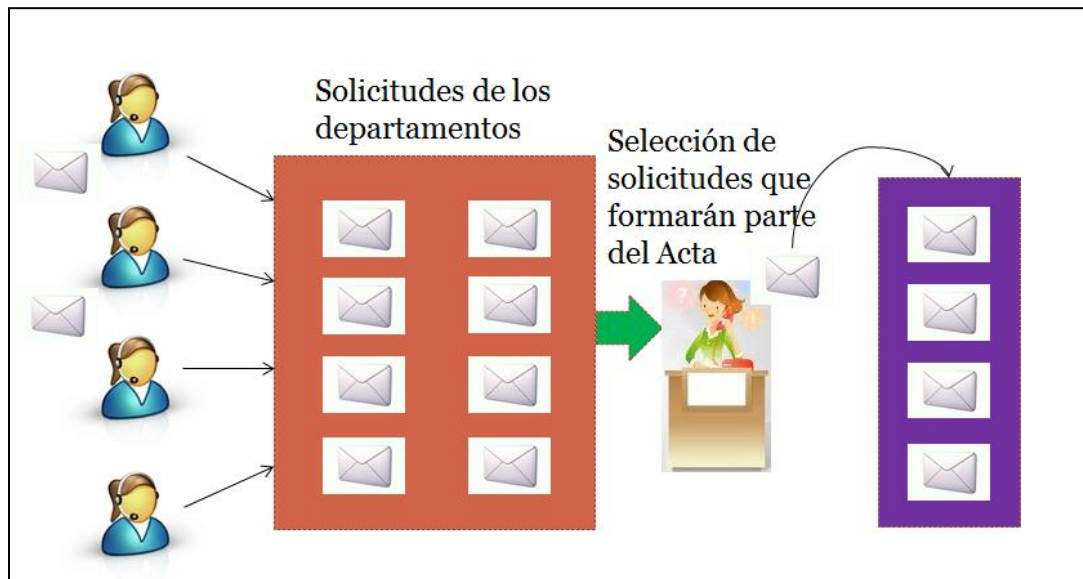 Solicitudes de los
departamentos
Selección de
solicitudes que
formarán parte
del Acta